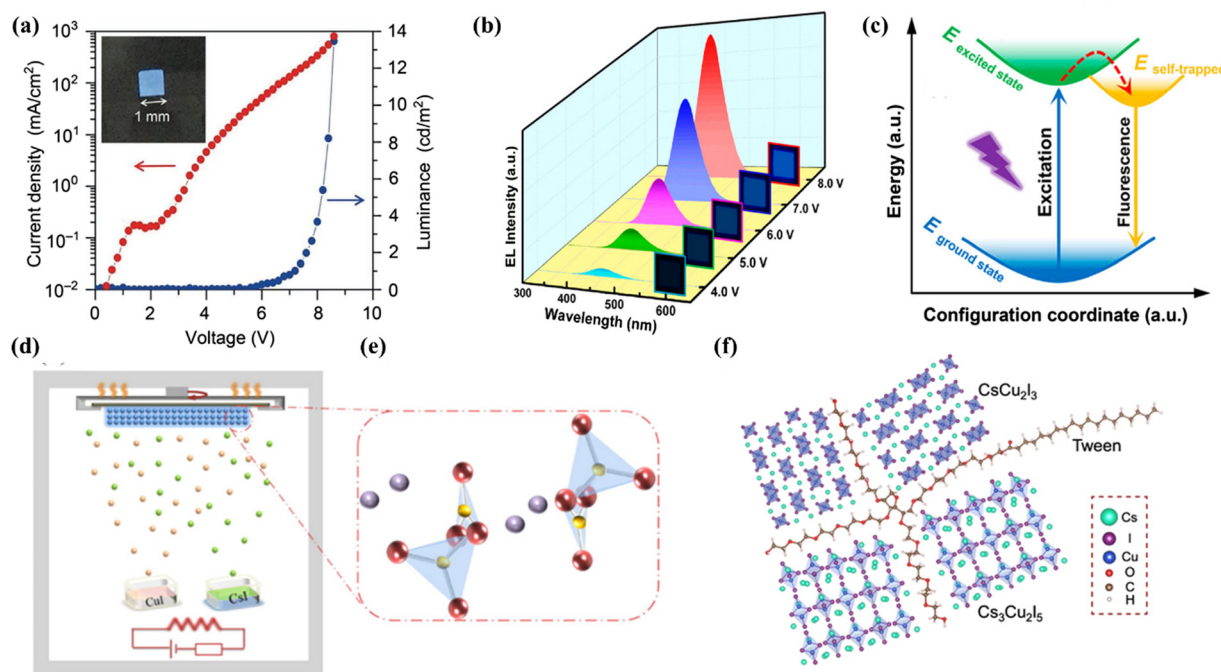 (a)
Current density (mA/cm²)
10³
10²
10¹
10⁰
10⁻¹
10⁻²
1 mm
0 2 4 6 8 10
Voltage (V)
14
12
10
8
6
4
2
0
Luminance (cd/m²)
(b)
EL Intensity (a.u.)
300 400 500 600
Wavelength (nm)
4.0 V
5.0 V
6.0 V
7.0 V
8.0 V
(c)
Energy (a.u.)
E excited state
E self-trapped
Excitation
Fluorescence
E ground state
Configuration coordinate (a.u.)
(d)
CuI
CsI
(e)
(f)
CsCu₂I₃
Tween
Cs₃Cu₂I₅
Cs
I
Cu
O
C
H